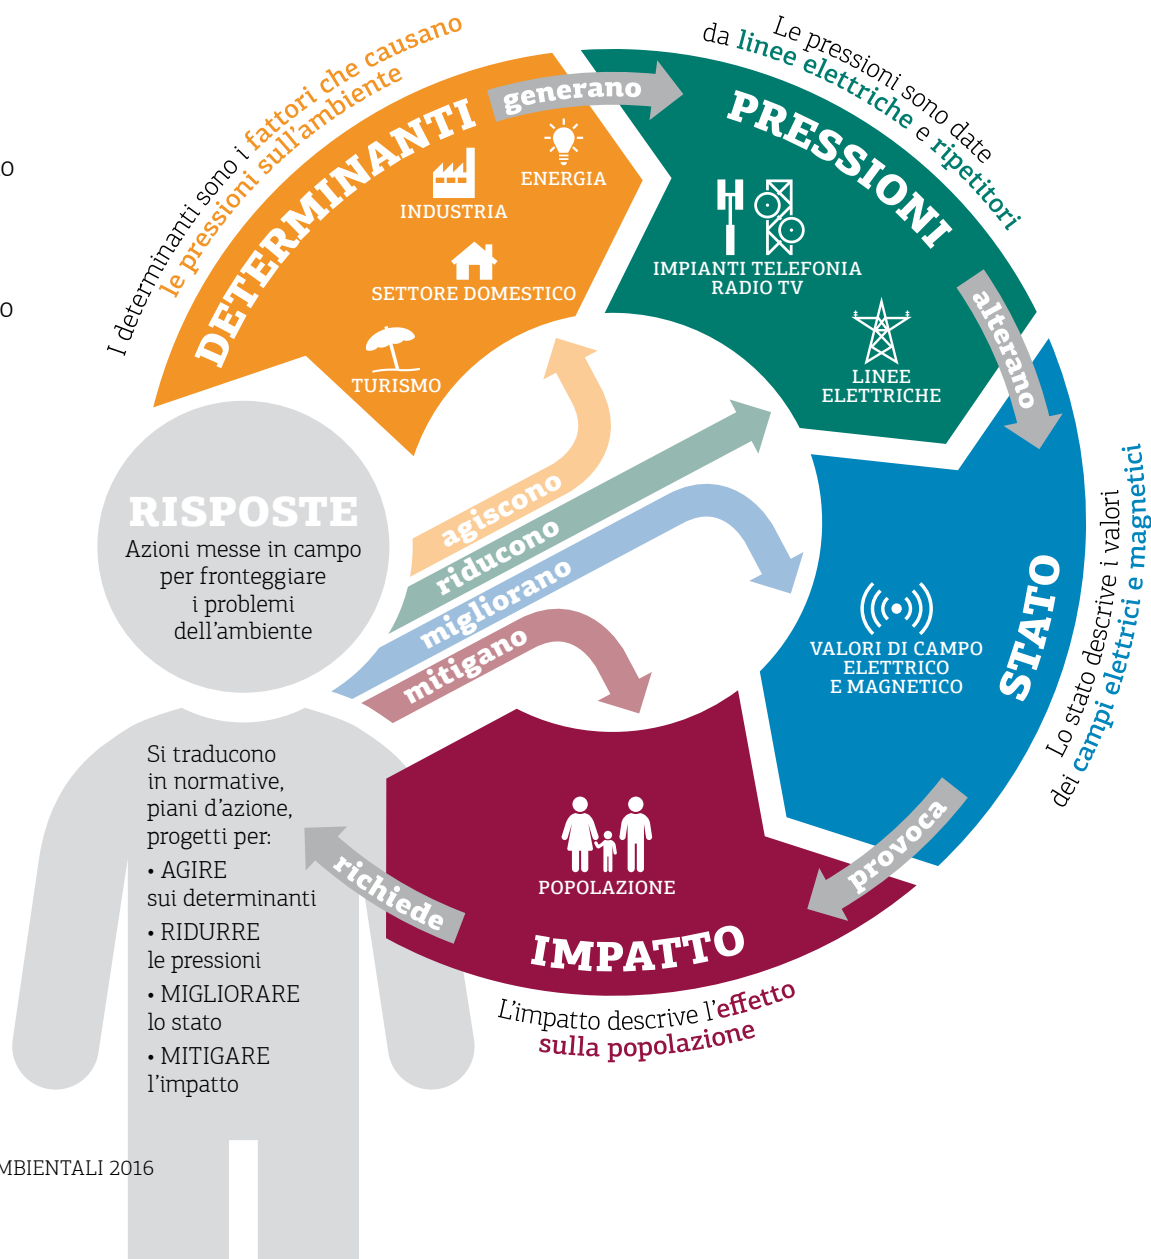 I determinanti sono i fattori che causano
le pressioni sull'ambiente
DETERMINANTI
generano
ENERGIA
INDUSTRIA
SETTORE DOMESTICO
TURISMO
Le pressioni sono date
da linee elettriche e ripetitori
PRESSIONI
IMPIANTI TELEFONIA
RADIO TV
LINEE
ELETTRICHE
alterano
STATO
VALORI DI CAMPO
ELETTRICO
E MAGNETICO
Lo stato descrive i valori
dei campi elettrici e magnetici
provoca
POPOLAZIONE
IMPATTO
L'impatto descrive l'effetto
sulla popolazione
richiede
RISPOSTE
Azioni messe in campo
per fronteggiare
i problemi
dell'ambiente
agiscono
riducono
migliorano
mitigano
Si traducono
in normative,
piani d'azione,
progetti per:
• AGIRE
sui determinanti
• RIDURRE
le pressioni
• MIGLIORARE
lo stato
• MITIGARE
l'impatto
MBIENTALI 2016